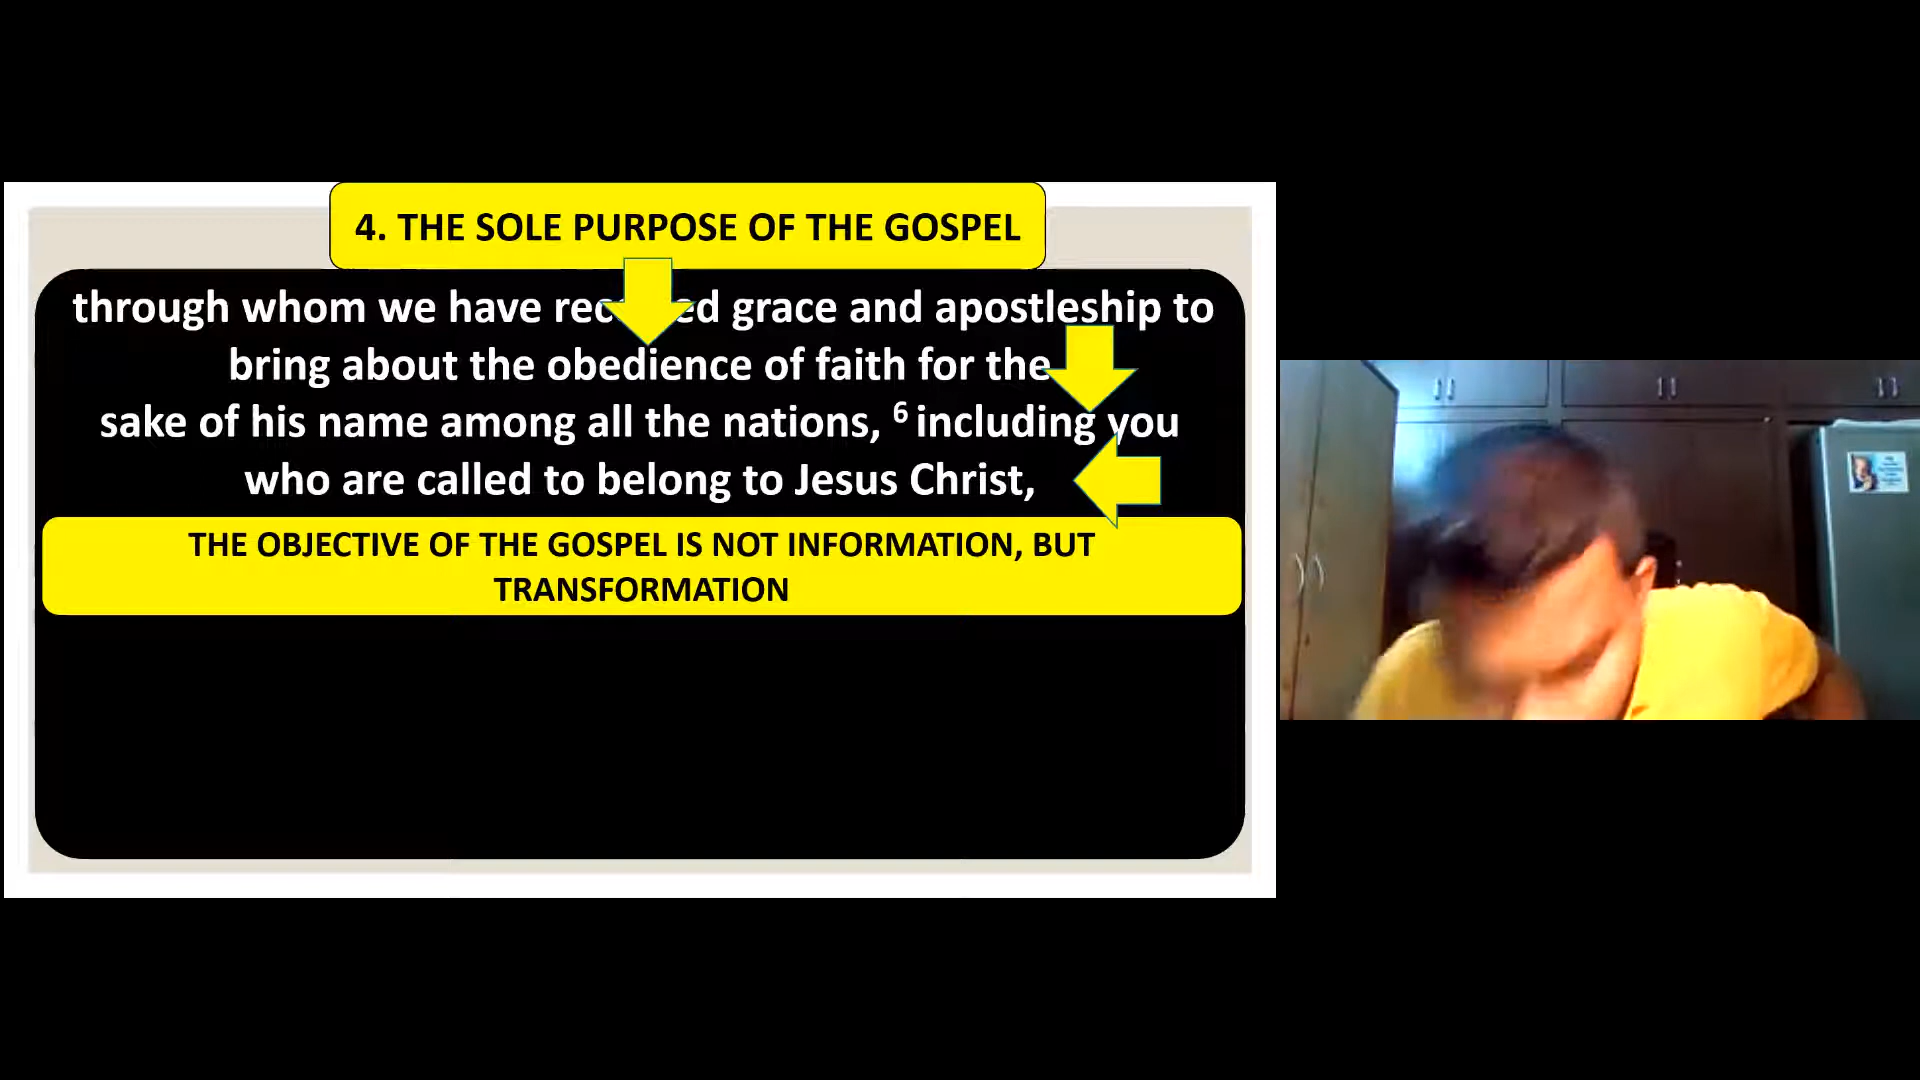 4. THE SOLE PURPOSE OF THE GOSPEL
through whom we have grace and apostleship to
bring about the obedience of faith for the
sake of his name among all the nations, 6 including you
who are called to belong to Jesus Christ,
THE OBJECTIVE OF THE GOSPEL IS NOT INFORMATION, BUT
TRANSFORMATION